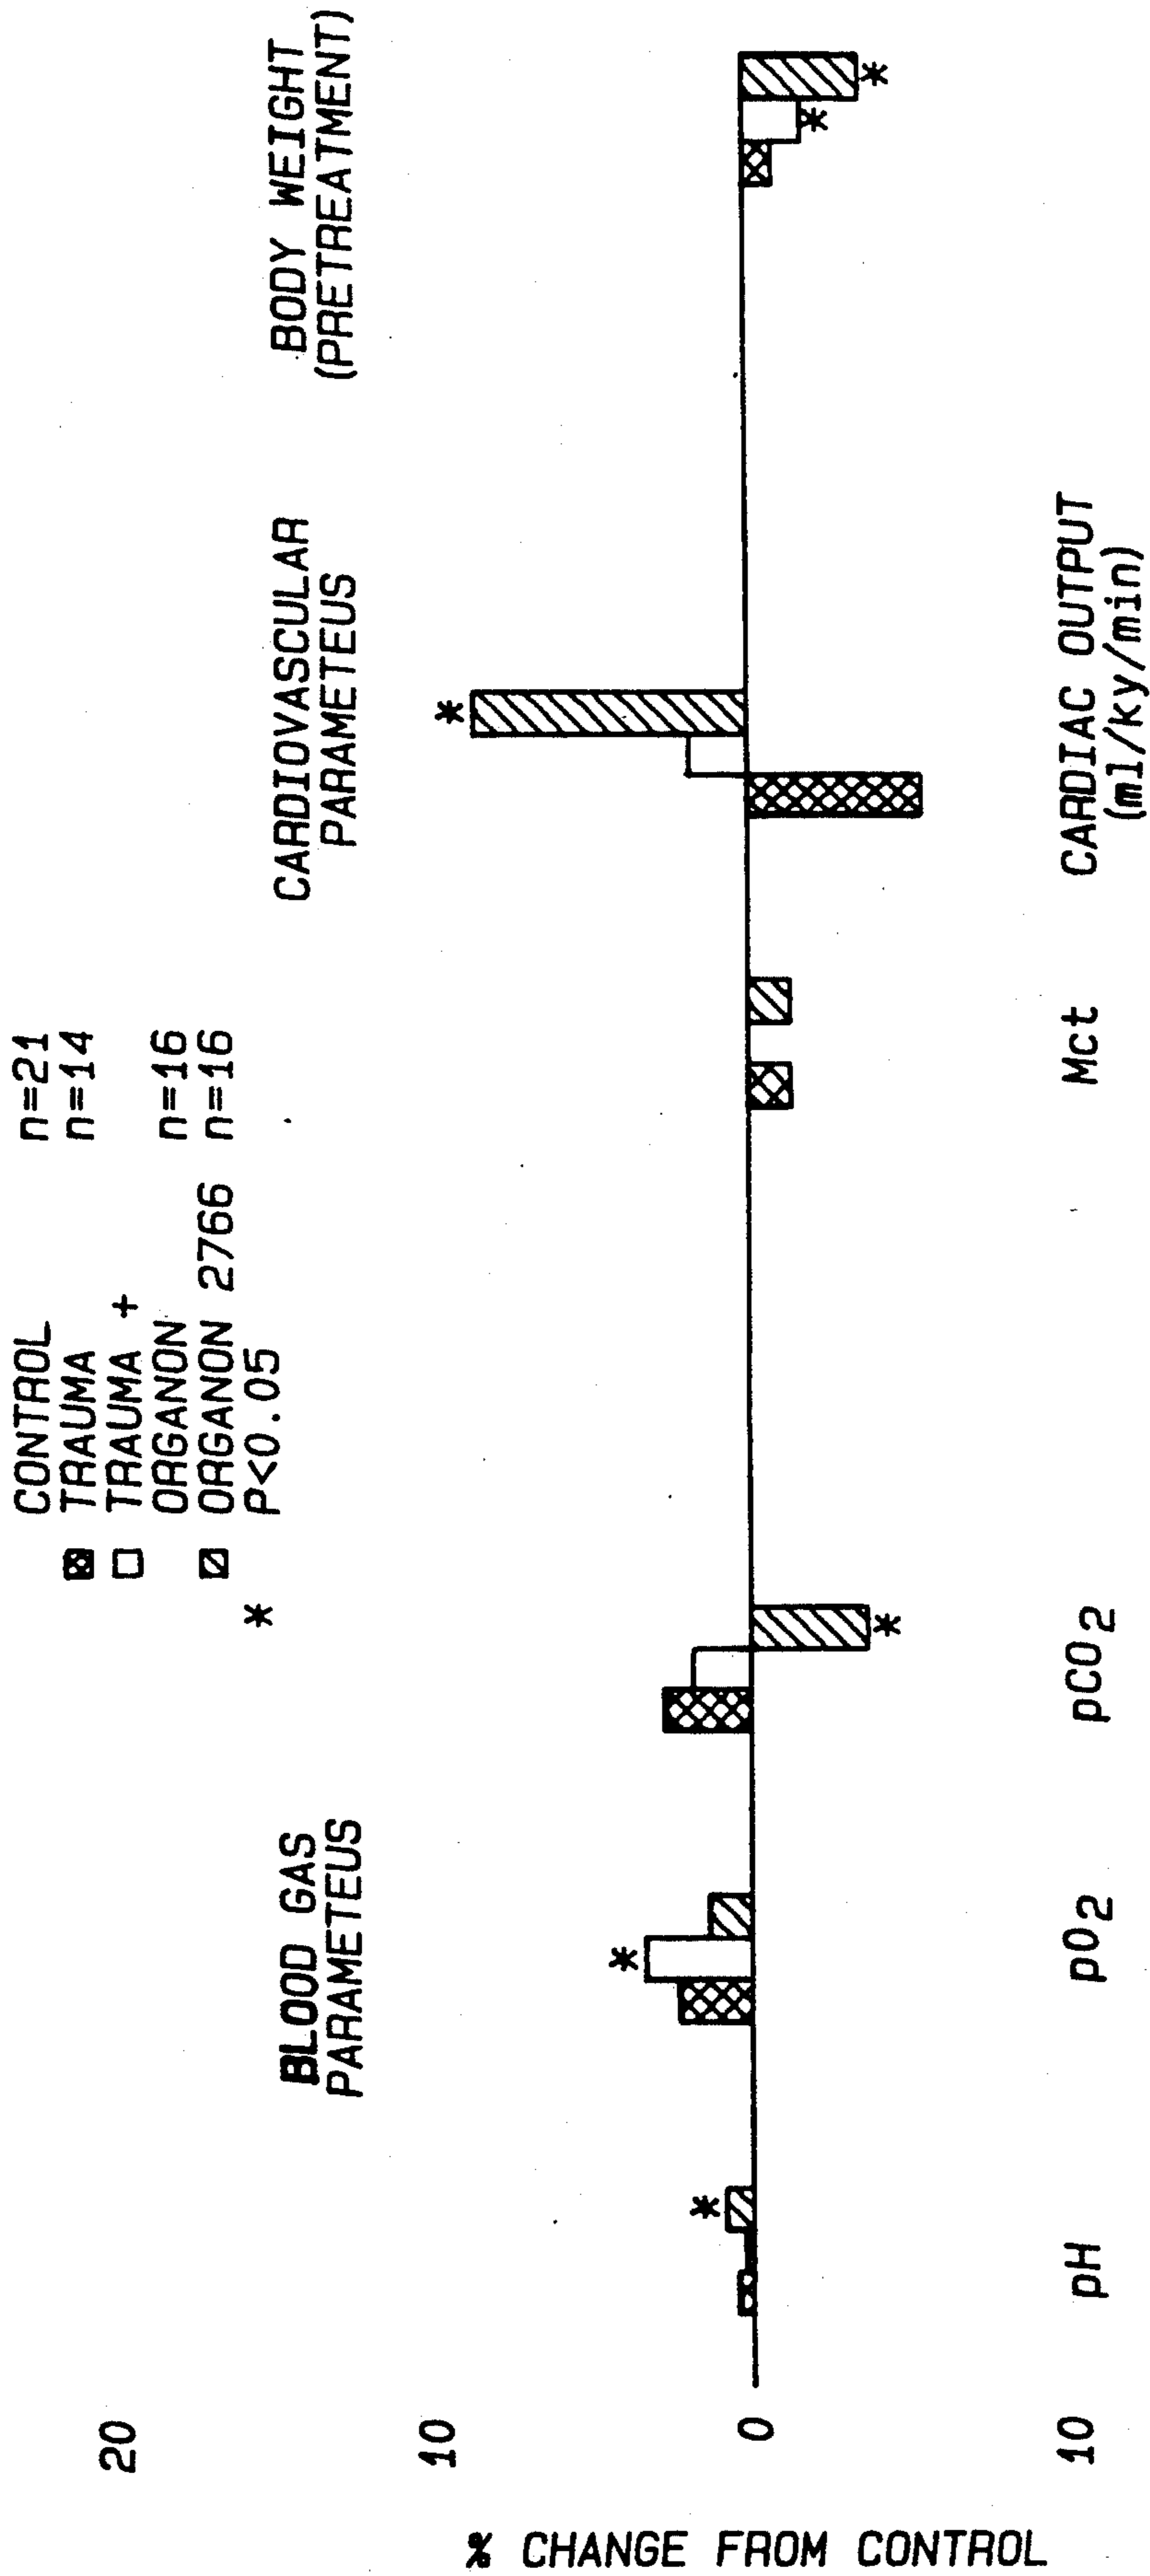 CONTROL n=21
TRAUMA n=14
TRAUMA +
ORGANON n=16
ORGANON 2766 n=16
* P<0.05
BLOOD GAS
PARAMETEUS
CARDIOVASCULAR
PARAMETEUS
BODY WEIGHT
(PRETREATMENT)
% CHANGE FROM CONTROL
20
10
0
10
*
*
*
*
*
*
pH
pO2
pCO2
Mct
CARDIAC OUTPUT
(ml/ky/min)